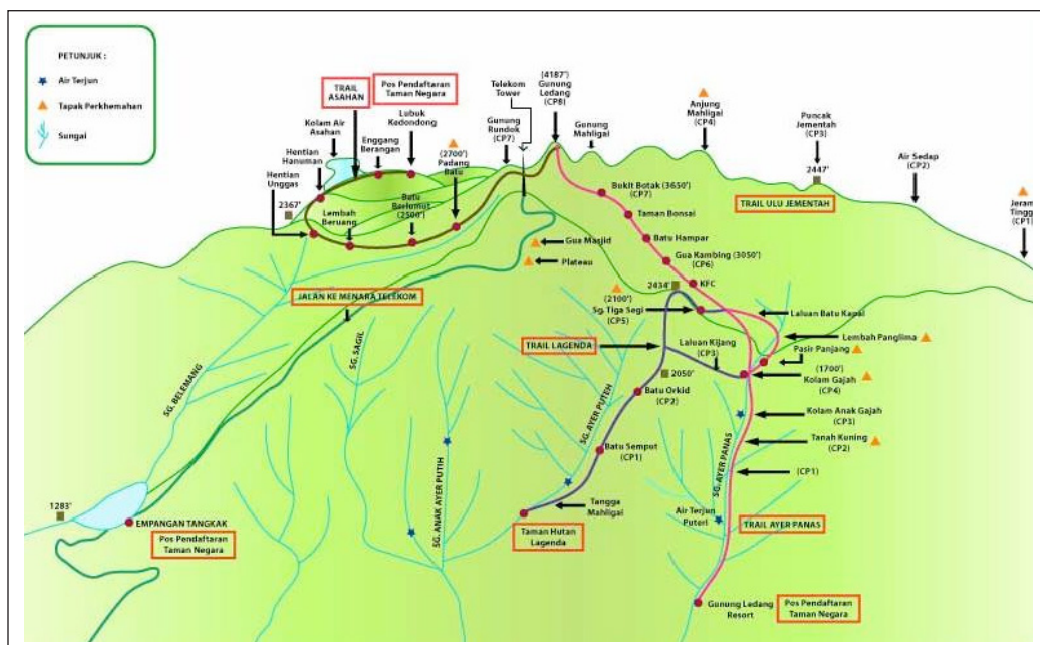 PETUNJUK :
Air Terjun
Tapak Perkhemahan
Sungai
TRAIL
ASAHAN
Pos Pendaftaran
Taman Negara
Kolam Air
Asahan
Enggang
Berangan
Lubuk
Kedondong
Hentian
Hanuman
Hentian
Unggas
2367'
Lembah
Beruang
Batu
Berlumut
(2500')
(2700')
Padang
Batu
Gunung
Rundok
(CP7)
Telekom
Tower
(4187')
Gunung
Ledang
(CP8)
Gunung
Mahligai
Anjung
Mahligai
(CP4)
Puncak
Jementah
(CP3)
2447'
Air Sedap
(CP2)
Jeram
Tinggi
(CP1)
TRAIL ULU JEMENTAH
Bukit Botak (3650')
(CP7)
Taman Bonsai
Batu Hampar
Gua Kambing (3050')
(CP6)
KFC
Gua Masjid
Plateau
JALAN KE MENARA TELEKOM
2434'
(2100')
Sg. Tiga Segi
(CP5)
Laluan Batu Kapal
Lembah Panglima
Pasir Panjang
TRAIL LAGENDA
Laluan Kijang
(CP3)
2050'
(1700')
Kolam Gajah
(CP4)
Batu Orkid
(CP2)
Kolam Anak Gajah
(CP3)
Tanah Kuning
(CP2)
Batu Semput
(CP1)
(CP1)
SG. BELEMANG
SG. SAGIL
SG. ANAK AYER PUTIH
SG. AYER PUTEH
SG. AYER PANAS
Tangga
Mahligai
Air Terjun
Puteri
TRAIL AYER PANAS
1283'
EMPANGAN TANGKAK
Pos Pendaftaran
Taman Negara
Taman Hutan
Lagenda
Gunung Ledang
Resort
Pos Pendaftaran
Taman Negara